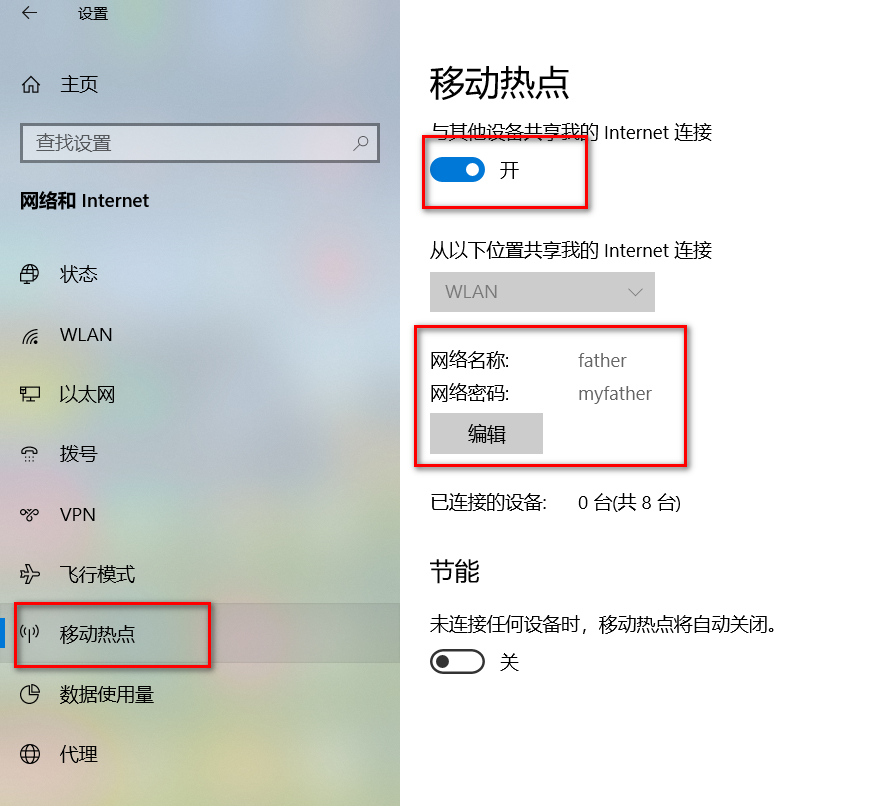 设置
主页
查找设置
网络和 Internet
状态
WLAN
以太网
拨号
VPN
飞行模式
移动热点
数据使用量
代理
移动热点
与其他设备共享我的 Internet 连接
开
从以下位置共享我的 Internet 连接
WLAN
网络名称: father
网络密码: myfather
编辑
已连接的设备: 0 台(共 8 台)
节能
未连接任何设备时，移动热点将自动关闭。
关